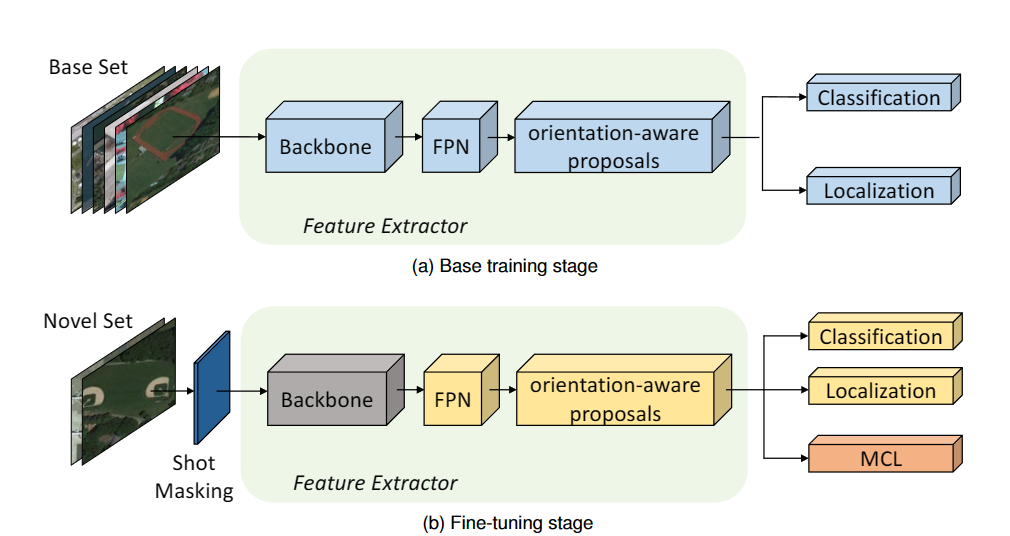 Base Set
Backbone
FPN
orientation-aware
proposals
Classification
Localization
Feature Extractor
(a) Base training stage
Novel Set
Shot
Masking
Backbone
FPN
orientation-aware
proposals
Classification
Localization
MCL
Feature Extractor
(b) Fine-tuning stage